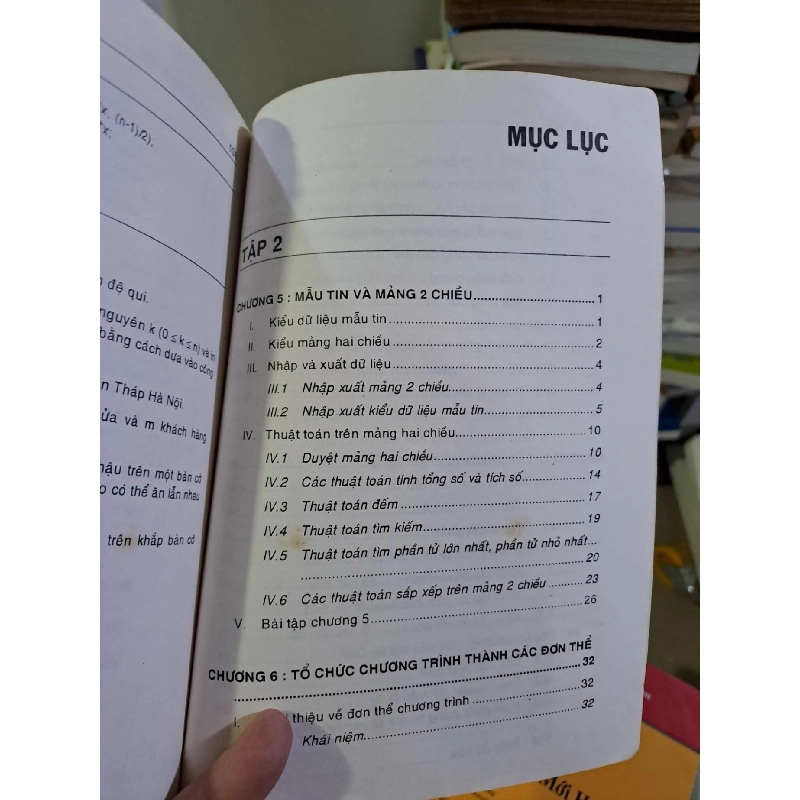 x, (n-1)/2).
đệ qui.
nguyên k (0 ≤ k ≤ n) và in
bằng cách dựa vào công
n Tháp Hà Nội.
ửa và m khách hàng
hậu trên một bàn cờ
o có thể ăn lẫn nhau
trên khắp bàn cờ
MỤC LỤC
TẬP 2
CHƯƠNG 5 : MẪU TIN VÀ MẢNG 2 CHIỀU 1
I. Kiểu dữ liệu mẫu tin 1
II. Kiểu mảng hai chiều 2
III. Nhập và xuất dữ liệu 4
III.1 Nhập xuất mảng 2 chiều 4
III.2 Nhập xuất kiểu dữ liệu mẫu tin 5
IV. Thuật toán trên mảng hai chiều 10
IV.1 Duyệt mảng hai chiều 10
IV.2 Các thuật toán tính tổng số và tích số 14
IV.3 Thuật toán đếm 17
IV.4 Thuật toán tìm kiếm 19
IV.5 Thuật toán tìm phần tử lớn nhất, phần tử nhỏ nhất...
20
IV.6 Các thuật toán sắp xếp trên mảng 2 chiều 23
V. Bài tập chương 5 26
CHƯƠNG 6 : TỔ CHỨC CHƯƠNG TRÌNH THÀNH CÁC ĐƠN THỂ
32
I. thiệu về đơn thể chương trình 32
Khái niệm 32
Mới